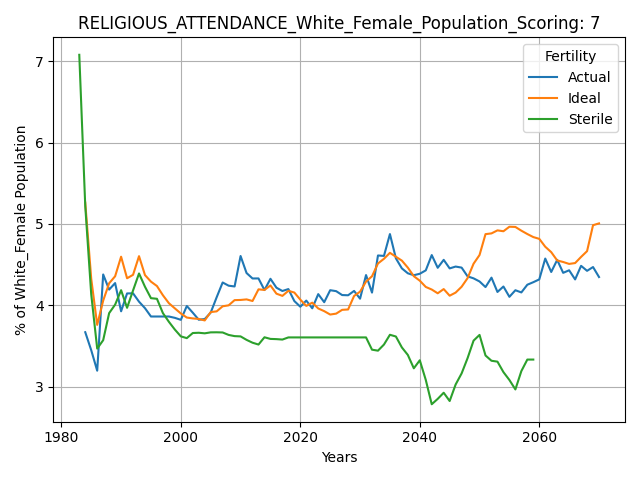 RELIGIOUS_ATTENDANCE_White_Female_Population_Scoring: 7
Fertility
Actual
Ideal
Sterile
% of White_Female Population
7
6
5
4
3
1980
2000
2020
2040
2060
Years